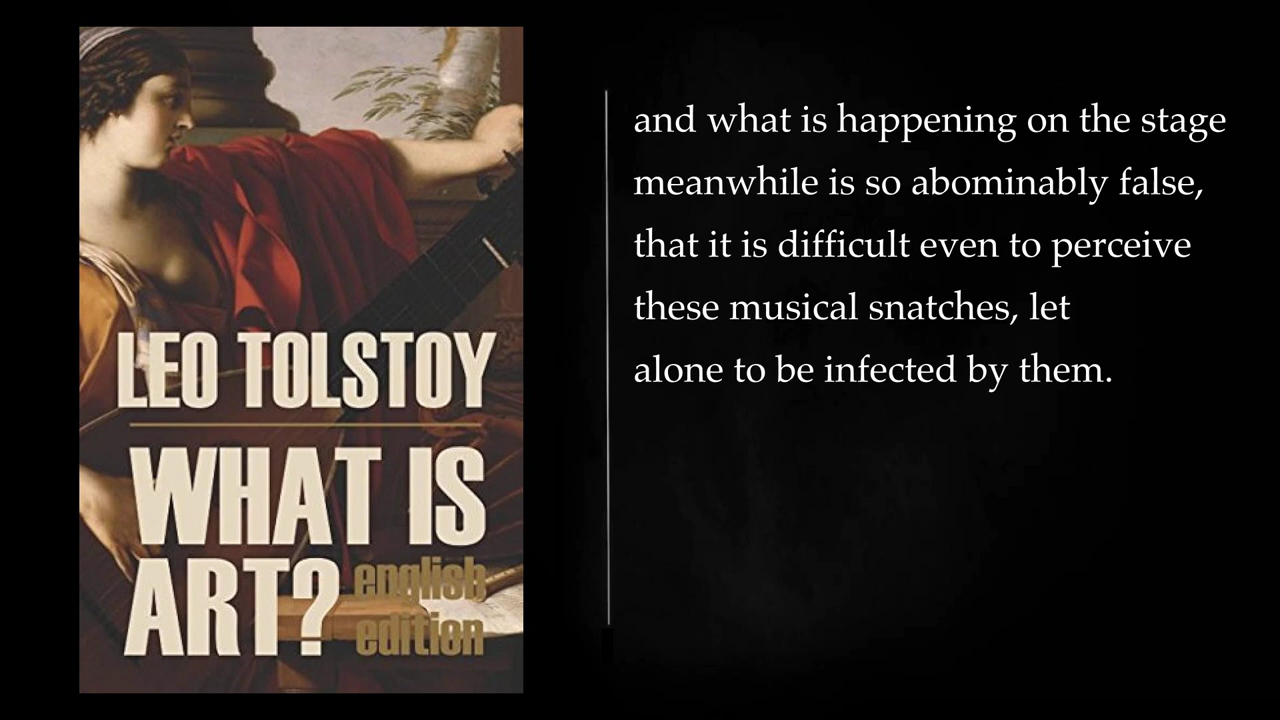 LEO TOLSTOY
WHAT IS
ART?
english
edition
and what is happening on the stage
meanwhile is so abominably false,
that it is difficult even to perceive
these musical snatches, let
alone to be infected by them.